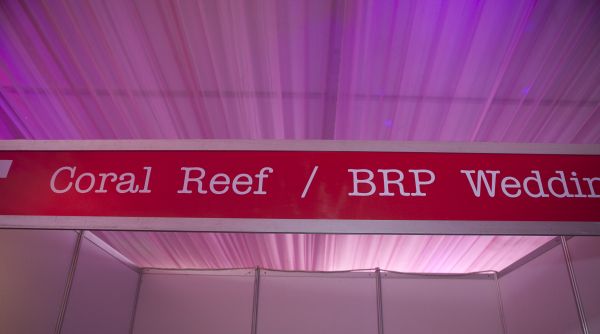 Coral Reef / BRP Weddin